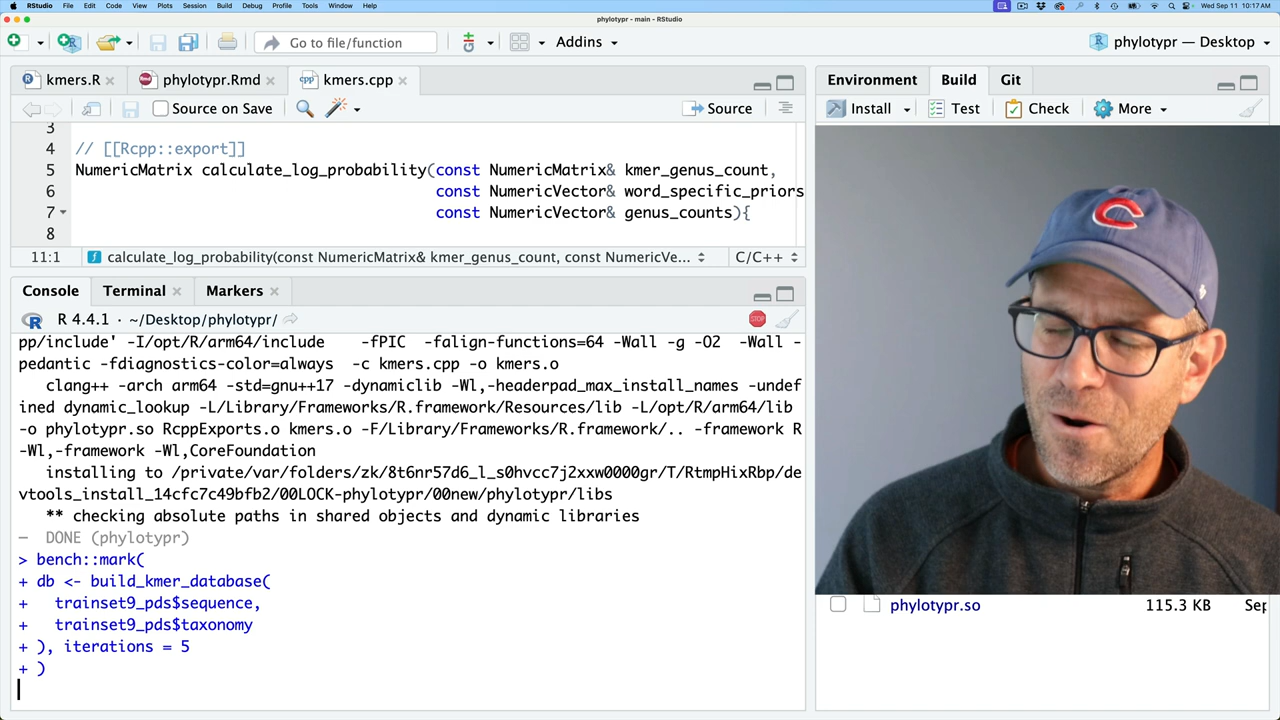 RStudio File Edit Code View Plots Session Build Debug Profile Tools Window Help
Wed Sep 11 10:17 AM
phylotypr - main - RStudio
Go to file/function
Addins
phylotypr — Desktop
kmers.R
phylotypr.Rmd
kmers.cpp
Source on Save
Source
Environment
Build
Git
Install
Test
Check
More
3
4 // [[Rcpp::export]]
5 NumericMatrix calculate_log_probability(const NumericMatrix& kmer_genus_count,
6 const NumericVector& word_specific_priors
7 const NumericVector& genus_counts){
8
11:1
calculate_log_probability(const NumericMatrix& kmer_genus_count, const NumericVe...
C/C++
Console
Terminal
Markers
R 4.4.1 · ~/Desktop/phylotypr/
STOP
pp/include' -I/opt/R/arm64/include -fPIC -falign-functions=64 -Wall -g -O2 -Wall -
pedantic -fdiagnostics-color=always -c kmers.cpp -o kmers.o
clang++ -arch arm64 -std=gnu++17 -dynamiclib -Wl,-headerpad_max_install_names -undef
ined dynamic_lookup -L/Library/Frameworks/R.framework/Resources/lib -L/opt/R/arm64/lib
-o phylotypr.so RcppExports.o kmers.o -F/Library/Frameworks/R.framework/.. -framework R
-Wl,-framework -Wl,CoreFoundation
installing to /private/var/folders/zk/8t6nr57d6_l_s0hvcc7j2xxw0000gr/T/RtmpHixRbp/de
vtools_install_14cfc7c49bfb2/00LOCK-phylotypr/00new/phylotypr/libs
** checking absolute paths in shared objects and dynamic libraries
— DONE (phylotypr)
> bench::mark(
+ db <- build_kmer_database(
+ trainset9_pds$sequence,
+ trainset9_pds$taxonomy
+ ), iterations = 5
+ )
C
phylotypr.so
115.3 KB
Sep